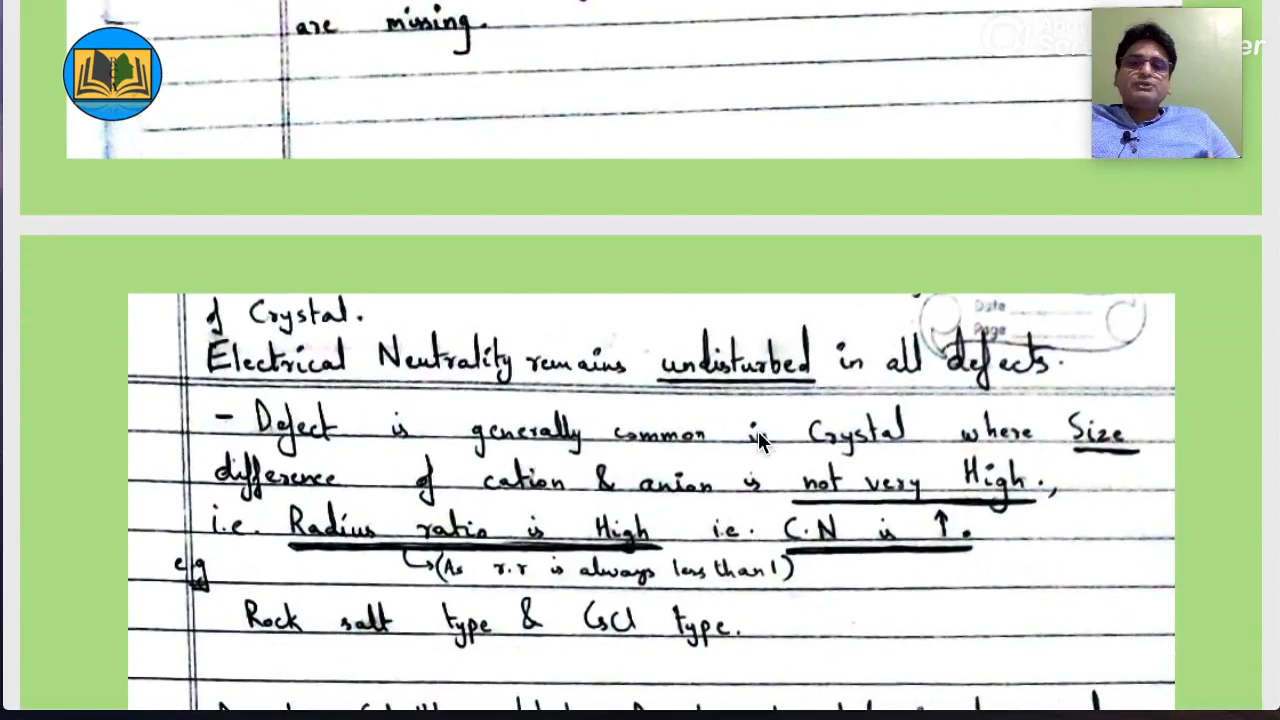 are missing.
of Crystal.
Date
Page
Electrical Neutrality remains undisturbed in all defects.
- Defect is generally common in Crystal where Size
difference of cation & anion is not very High.,
i.e. Radius ratio is High i.e. C.N is ↑.
e.g (As r.r is always less than 1)
Rock salt type & CsCl type.